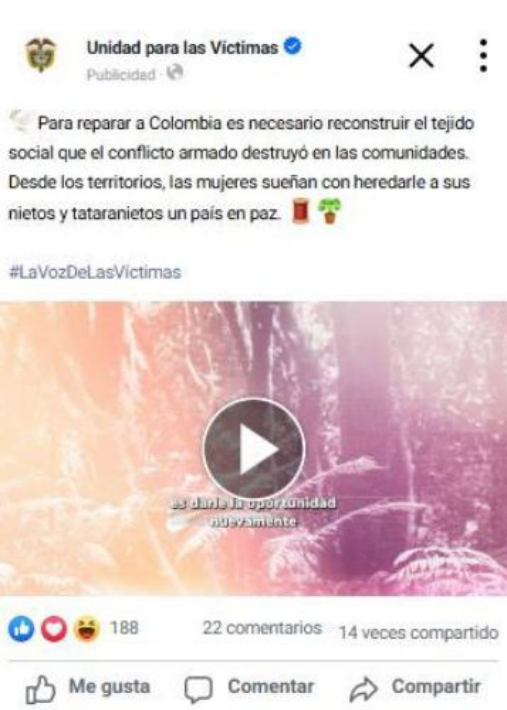 Unidad para las Víctimas
Publicidad ·
Para reparar a Colombia es necesario reconstruir el tejido
social que el conflicto armado destruyó en las comunidades.
Desde los territorios, las mujeres sueñan con heredarle a sus
nietos y tataranietos un país en paz.
#LaVozDeLasVíctimas
es darle la oportunidad
nuevamente
188
22 comentarios
14 veces compartido
Me gusta
Comentar
Compartir